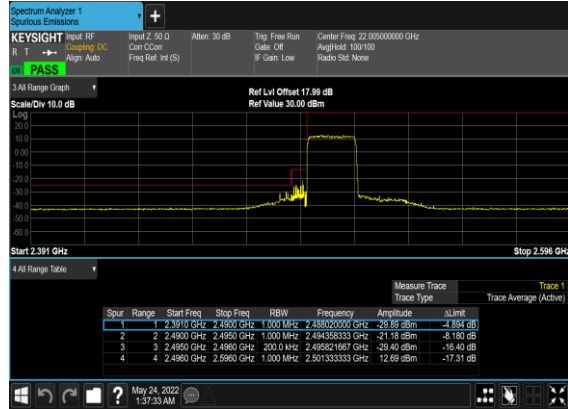 Spectrum Analyzer 1
Spurious Emissions
+
KEYSIGHT Input: RF Input Z: 50 Ω Atten: 30 dB Trig: Free Run Center Freq: 22.005000000 GHz
R T Coupling: DC Corr CCorr Gate: Off Avg|Hold: 100/100
Align: Auto Freq Ref: Int (S) IF Gain: Low Radio Std: None
PASS
3 All Range Graph
Ref Lvl Offset 17.99 dB
Scale/Div 10.0 dB Ref Value 30.00 dBm
Log
20.0
10.0
0.00
-10.0
-20.0
-30.0
-40.0
-50.0
-60.0
Start 2.391 GHz Stop 2.596 GHz
4 All Range Table
Measure Trace Trace 1
Trace Type Trace Average (Active)
Spur Range Start Freq Stop Freq RBW Frequency Amplitude ΔLimit
1 1 2.3910 GHz 2.4900 GHz 1.000 MHz 2.488020000 GHz -29.89 dBm -4.894 dB
2 2 2.4900 GHz 2.4950 GHz 1.000 MHz 2.494358333 GHz -21.18 dBm -8.180 dB
3 3 2.4950 GHz 2.4960 GHz 200.0 kHz 2.495821667 GHz -29.40 dBm -16.40 dB
4 4 2.4960 GHz 2.5960 GHz 1.000 MHz 2.501333333 GHz 12.69 dBm -17.31 dB
? May 24, 2022
1:37:33 AM